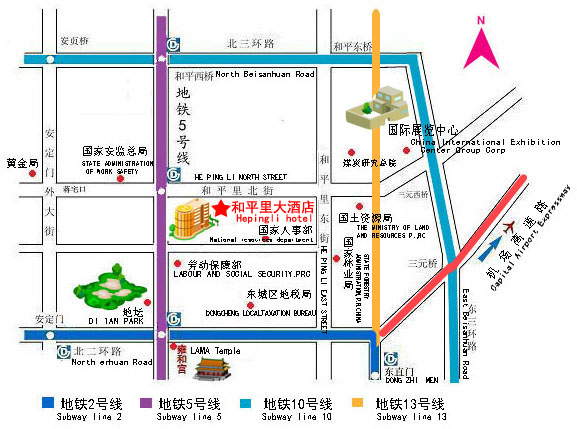 N
安贞桥
北三环路
和平东桥
和平西桥
North Beisanhuan Road
地铁5号线
国际展览中心
China International Exhibition
Center Group Corp
安定门外大街
国家安监总局
STATE ADMINISTRATION
OF WORK SAFETY
黄金局
煤炭研究总院
HE PING LI NORTH STREET
蒋宅口
和平里北街
和平里东街
三元西桥
和平里大酒店
Hepingli hotel
国土资源局
THE MINISTRY OF LAND
AND RESOURCES P.,RC
国家人事部
National resources department
三元桥
机场高速路
Capital Airport Expressway
国家林业局
STATE FORESTRY
ADMINISTRATION
P.R.CHINA
HE PING LI EAST STREET
劳动保障部
LABOUR AND SOCIAL SECURITY.PRC
东城区地税局
DONGCHENG LOCALTAXATION BUREAU
地坛
DI TAN PARK
东三环路
East Beisanhuan Road
安定门
北二环路
North erhuan Road
雍和宫
LAMA Temple
东直门
DONG ZHI MEN
地铁2号线
Subway line 2
地铁5号线
Subway line 5
地铁10号线
Subway line 10
地铁13号线
Subway line 13